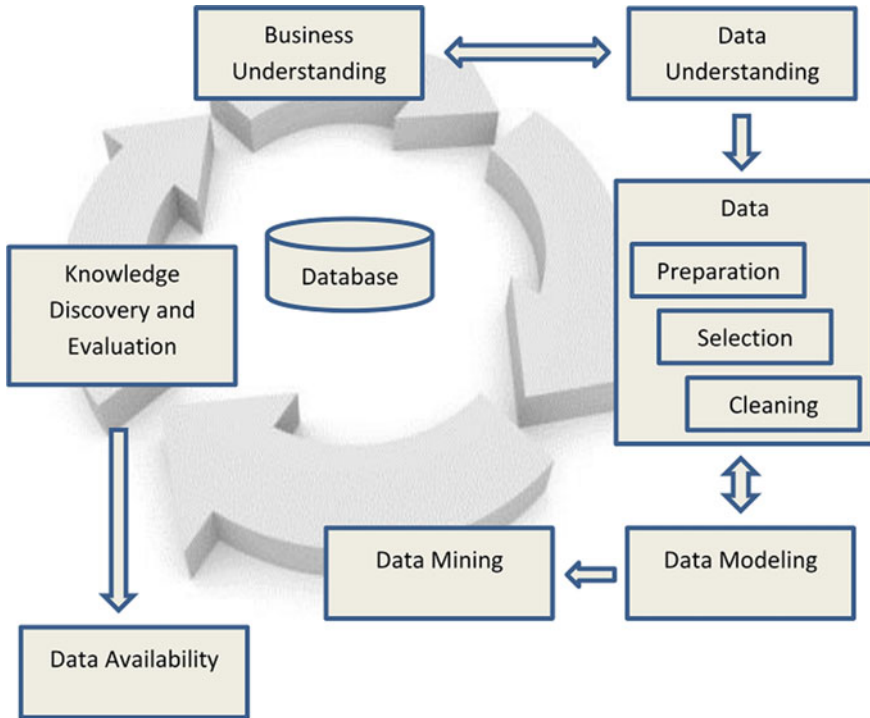 Business
Understanding
Data
Understanding
Data
Preparation
Selection
Cleaning
Database
Knowledge
Discovery and
Evaluation
Data Mining
Data Modeling
Data Availability